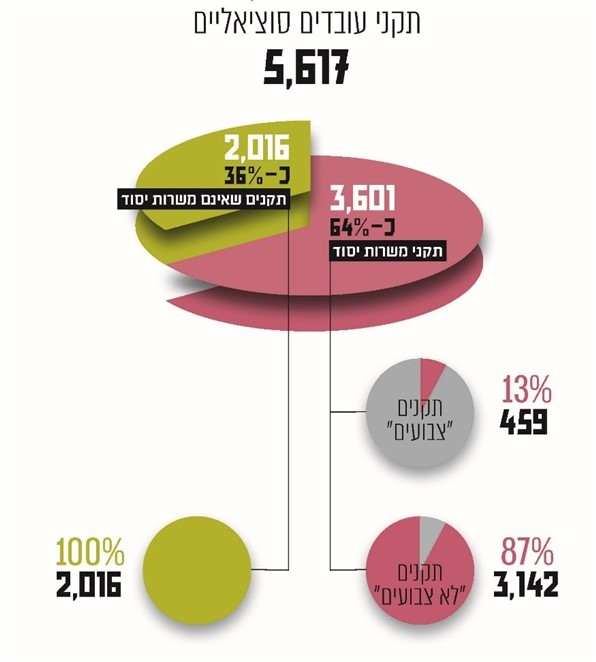 תקני עובדים סוציאליים
5,617
2,016
כ-36%
תקנים שאינם משרות יסוד
3,601
כ-64%
תקני משרות יסוד
תקנים
"צבועים"
13%
459
100%
2,016
תקנים
"לא צבועים"
87%
3,142